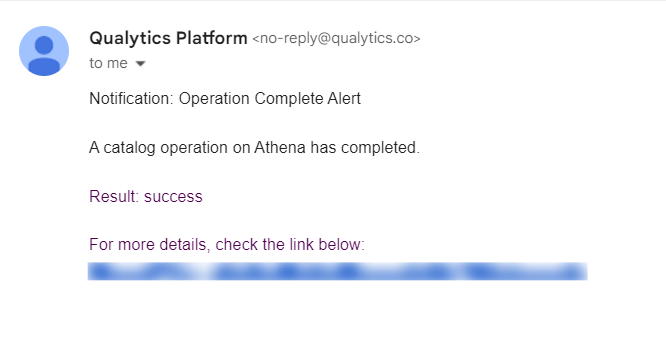 Qualytics Platform <no-reply@qualytics.co>
to me
Notification: Operation Complete Alert
A catalog operation on Athena has completed.
Result: success
For more details, check the link below: